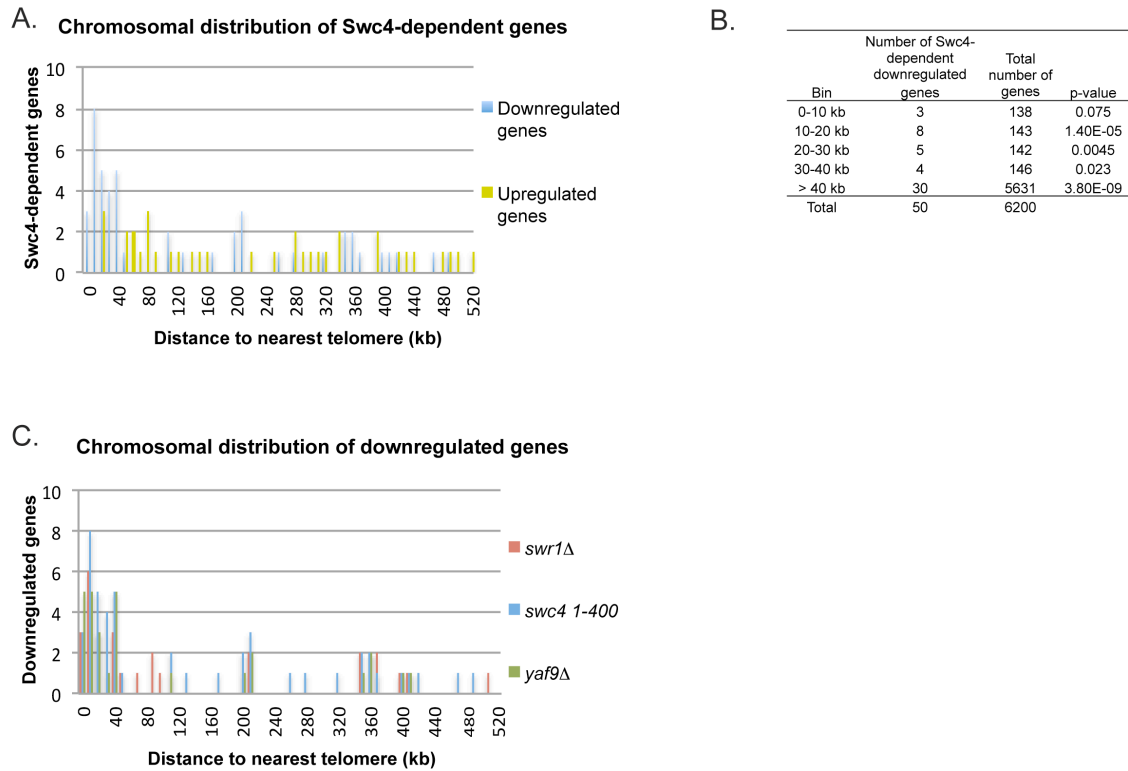 A.
Chromosomal distribution of Swc4-dependent genes
Swc4-dependent genes
10
8
6
4
2
0
0 40 80 120 160 200 240 280 320 360 400 440 480 520
Distance to nearest telomere (kb)
Downregulated
genes
Upregulated
genes
B.
Number of Swc4-
dependent Total
downregulated number of
Bin genes genes p-value
0-10 kb 3 138 0.075
10-20 kb 8 143 1.40E-05
20-30 kb 5 142 0.0045
30-40 kb 4 146 0.023
> 40 kb 30 5631 3.80E-09
Total 50 6200
C.
Chromosomal distribution of downregulated genes
Downregulated genes
10
8
6
4
2
0
0 40 80 120 160 200 240 280 320 360 400 440 480 520
Distance to nearest telomere (kb)
swr1Δ
swc4 1-400
yaf9Δ